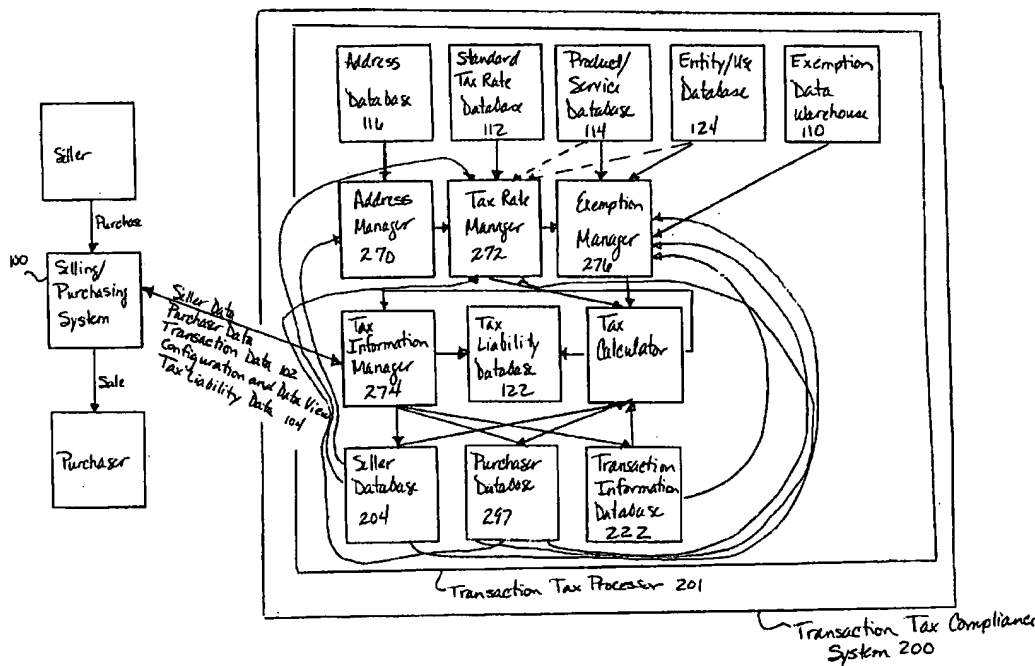 Address
Database
116
Standard
Tax Rate
Database
112
Product/
Service
Database
114
Entity/Use
Database
124
Exemption
Data
Warehouse
110
Seller
Purchase
100
Selling/
Purchasing
System
Sale
Purchaser
Address
Manager
270
Tax Rate
Manager
272
Exemption
Manager
276
Seller Data
Purchaser Data
Transaction Data 102
Configuration and Data View
Tax Liability Data 104
Tax
Information
Manager
274
Tax
Liability
Database
122
Tax
Calculator
Seller
Database
204
Purchaser
Database
297
Transaction
Information
Database
222
Transaction Tax Processor 201
Transaction Tax Compliance
System 200